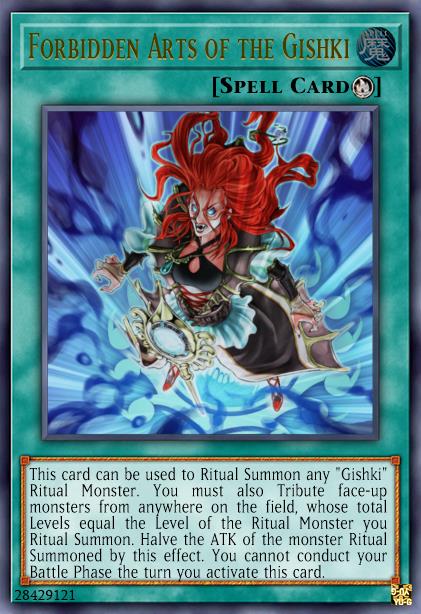 Forbidden Arts of the Gishki
魔
[Spell Card]
This card can be used to Ritual Summon any "Gishki"
Ritual Monster. You must also Tribute face-up
monsters from anywhere on the field, whose total
Levels equal the Level of the Ritual Monster you
Ritual Summon. Halve the ATK of the monster Ritual
Summoned by this effect. You cannot conduct your
Battle Phase the turn you activate this card.
28429121